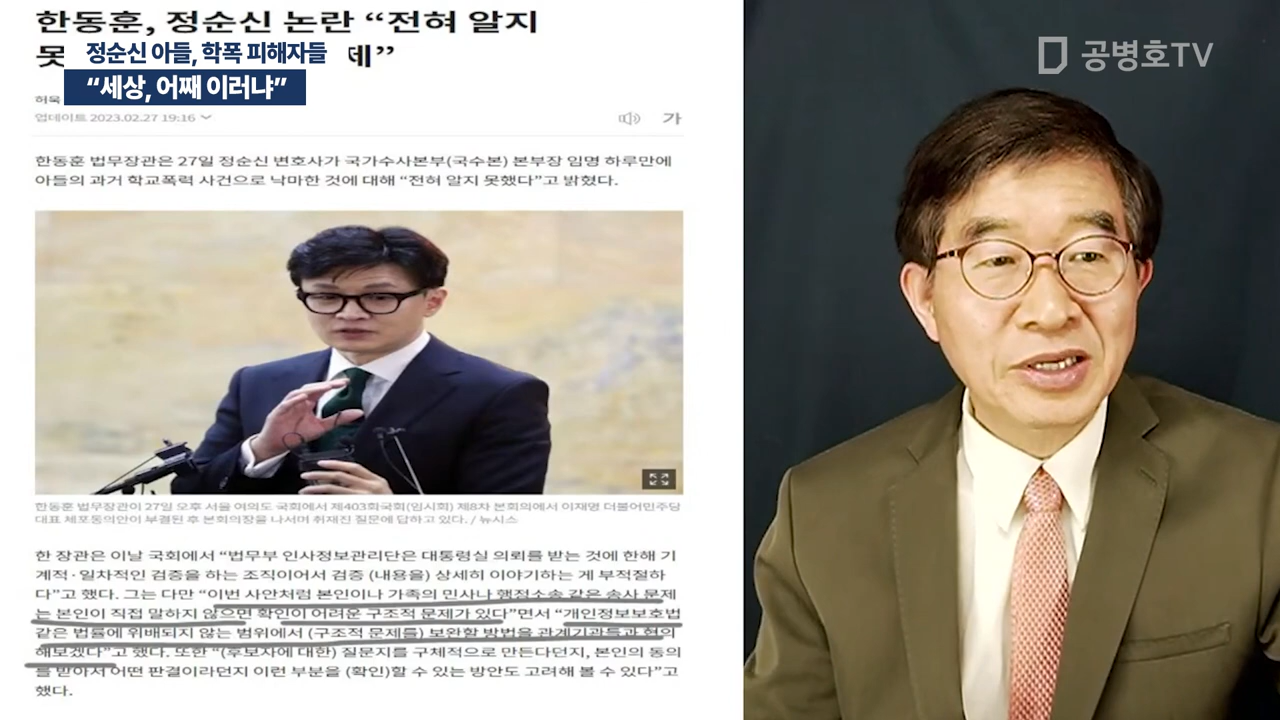 한동훈, 정순신 논란 “전혀 알지
못
데”
정순신 아들, 학폭 피해자들
“세상, 어째 이러냐”
공병호TV
허욱
업데이트 2023.02.27 19:16
가
한동훈 법무장관은 27일 정순신 변호사가 국가수사본부(국수본) 본부장 임명 하루만에
아들의 과거 학교폭력 사건으로 낙마한 것에 대해 “전혀 알지 못했다”고 밝혔다.
한동훈 법무장관이 27일 오후 서울 여의도 국회에서 제403회국회(임시회) 제8차 본회의에서 이재명 더불어민주당
대표 체포동의안이 부결된 후 본회의장을 나서며 취재진 질문에 답하고 있다. / 뉴시스
한 장관은 이날 국회에서 “법무부 인사정보관리단은 대통령실 의뢰를 받는 것에 한해 기
계적·일차적인 검증을 하는 조직이어서 검증 (내용을) 상세히 이야기하는 게 부적절하
다”고 했다. 그는 다만 “이번 사안처럼 본인이나 가족의 민사나 행정소송 같은 송사 문제
는 본인이 직접 말하지 않으면 확인이 어려운 구조적 문제가 있다”면서 “개인정보보호법
같은 법률에 위배되지 않는 범위에서 (구조적 문제를) 보완할 방법을 관계기관들과 협의
해보겠다”고 했다. 또한 “(후보자에 대한) 질문지를 구체적으로 만든다던지, 본인의 동의
를 받아서 어떤 판결이라던지 이런 부분을 (확인)할 수 있는 방안도 고려해 볼 수 있다”고
했다.